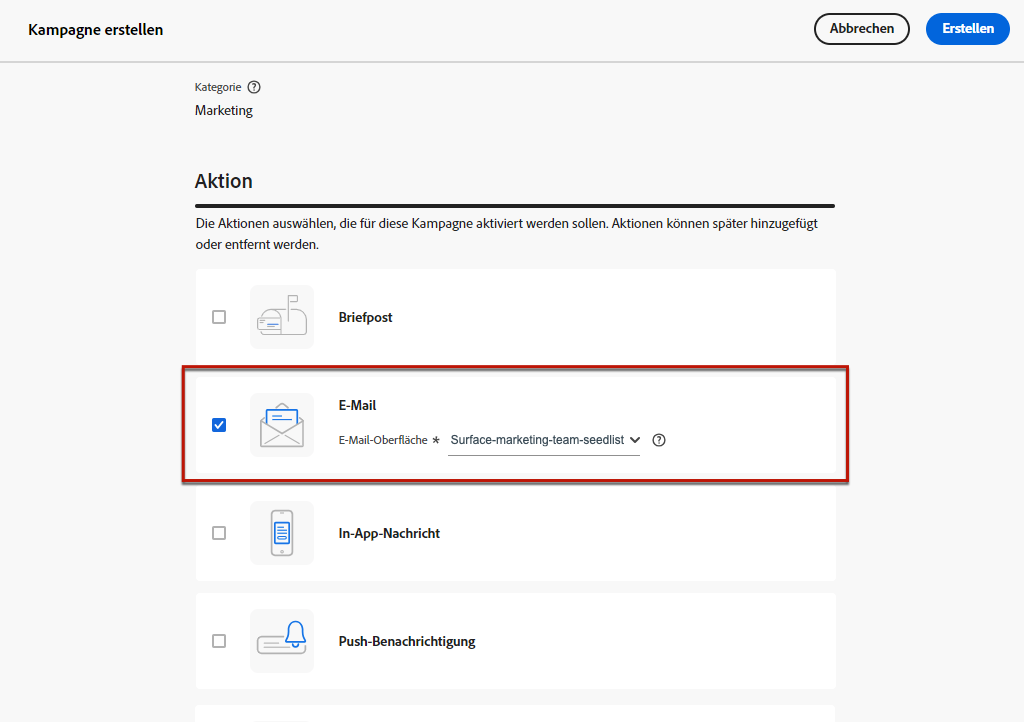 Kampagne erstellen
Abbrechen
Erstellen
Kategorie
Marketing
Aktion
Die Aktionen auswählen, die für diese Kampagne aktiviert werden sollen. Aktionen können später hinzugefügt
oder entfernt werden.
Briefpost
E-Mail
E-Mail-Oberfläche * Surface-marketing-team-seedlist
In-App-Nachricht
Push-Benachrichtigung